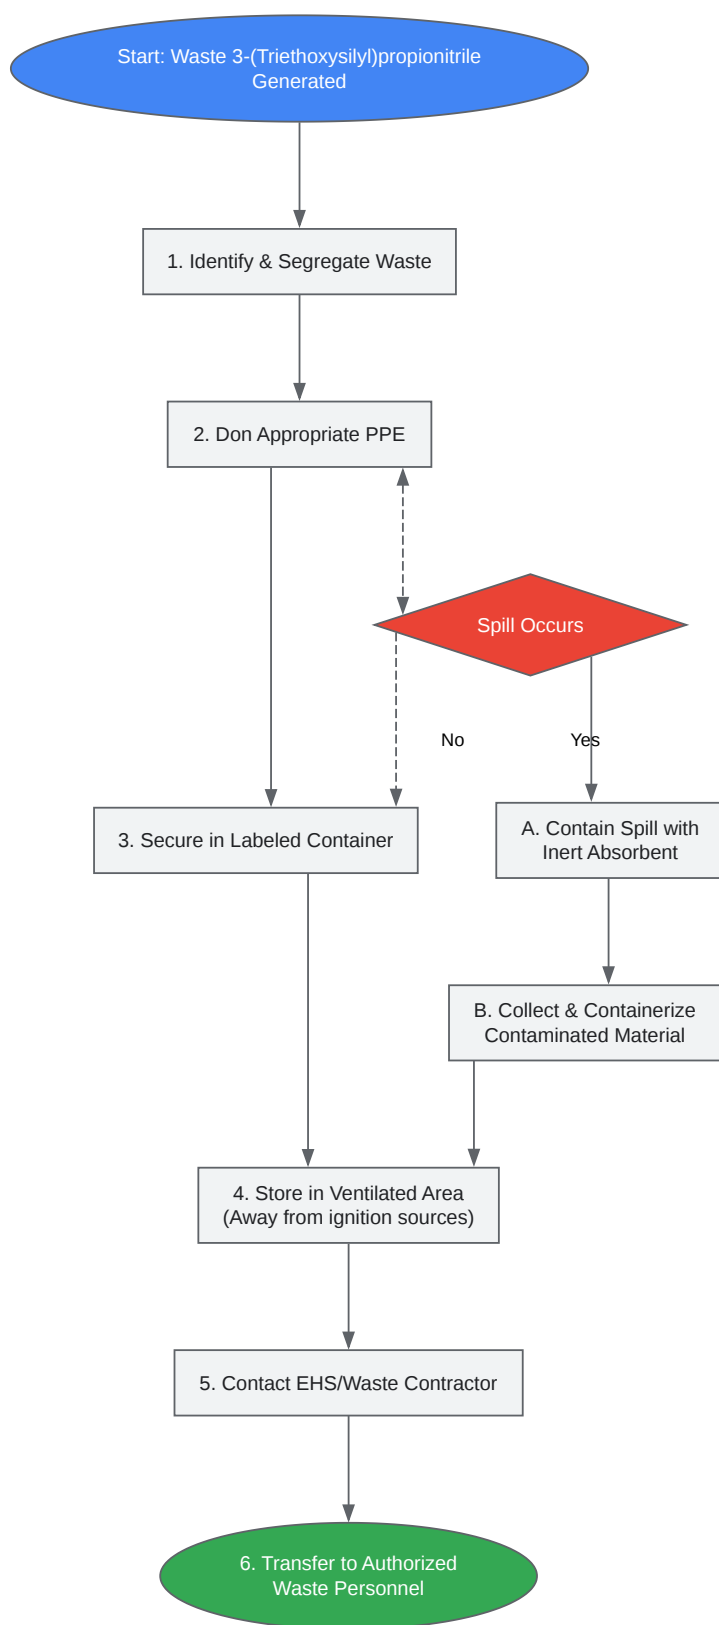 Start: Waste 3-(Triethoxysilyl)propionitrile
Generated
1. Identify & Segregate Waste
2. Don Appropriate PPE
Spill Occurs
No
Yes
3. Secure in Labeled Container
A. Contain Spill with
Inert Absorbent
B. Collect & Containerize
Contaminated Material
4. Store in Ventilated Area
(Away from ignition sources)
5. Contact EHS/Waste Contractor
6. Transfer to Authorized
Waste Personnel